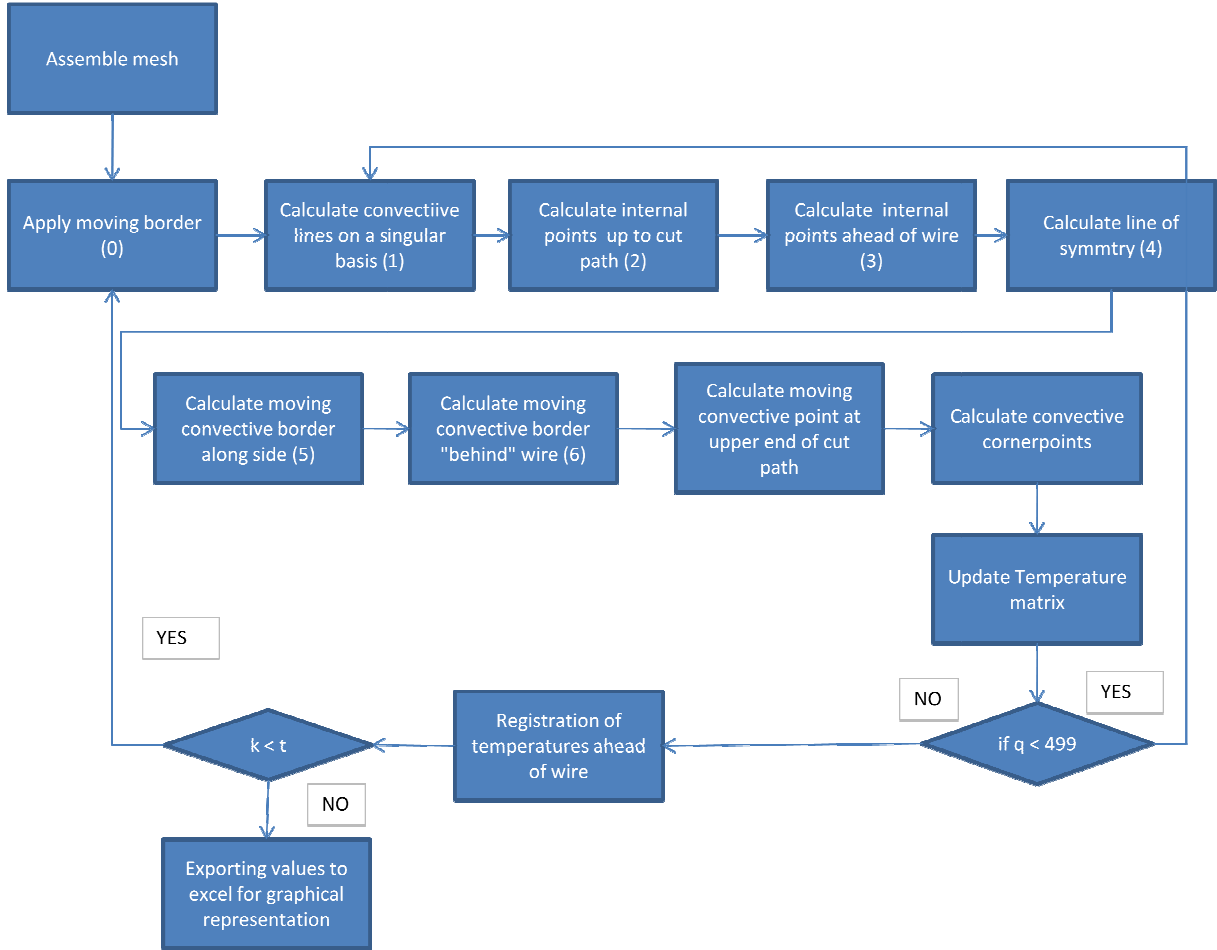 Assemble mesh
Apply moving border
(0)
Calculate convectiive
lines on a singular
basis (1)
Calculate internal
points up to cut
path (2)
Calculate internal
points ahead of wire
(3)
Calculate line of
symmtry (4)
Calculate moving
convective border
along side (5)
Calculate moving
convective border
"behind" wire (6)
Calculate moving
convective point at
upper end of cut
path
Calculate convective
cornerpoints
Update Temperature
matrix
if q < 499
YES
NO
Registration of
temperatures ahead
of wire
k < t
YES
NO
Exporting values to
excel for graphical
representation